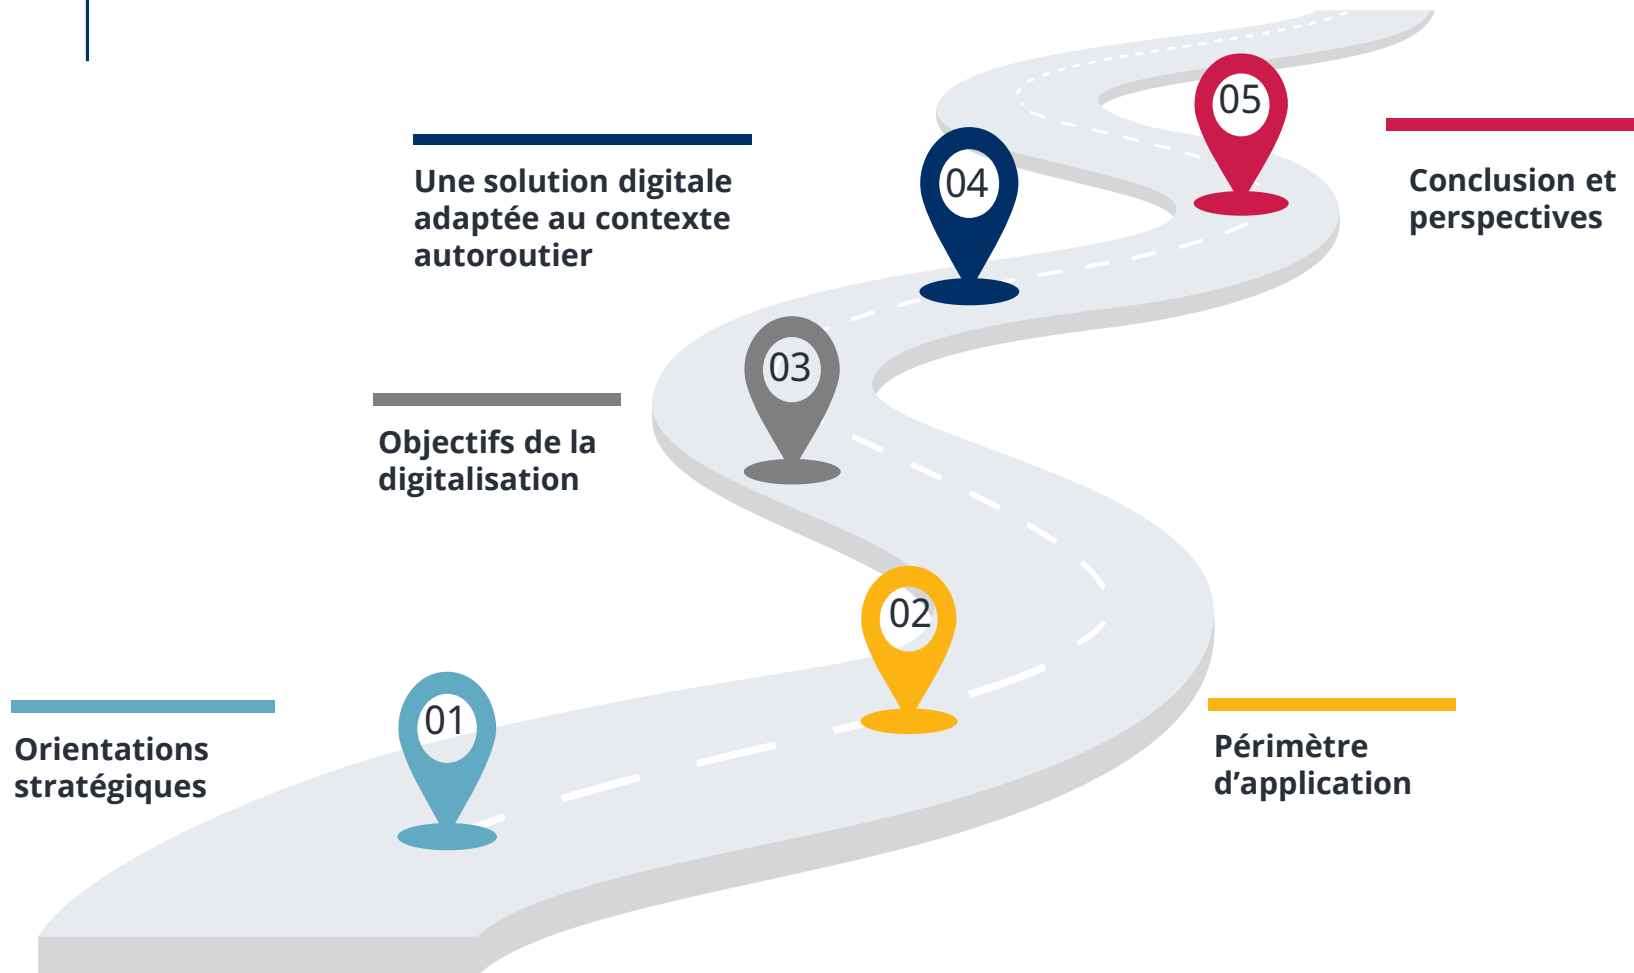 05
Conclusion et
perspectives
04
Une solution digitale
adaptée au contexte
autoroutier
03
Objectifs de la
digitalisation
02
Périmètre
d’application
01
Orientations
stratégiques